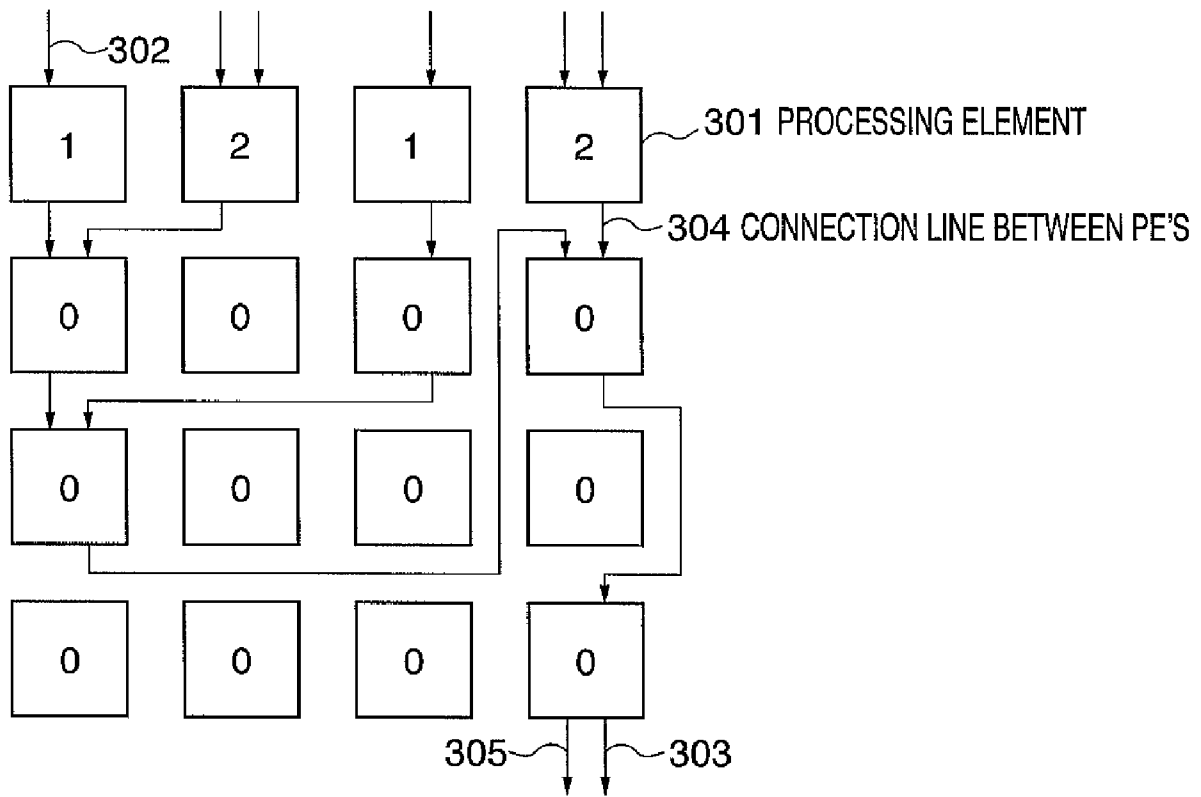 302
1 2 1 2
301 PROCESSING ELEMENT
304 CONNECTION LINE BETWEEN PE'S
0 0 0 0
0 0 0 0
0 0 0 0
305 303